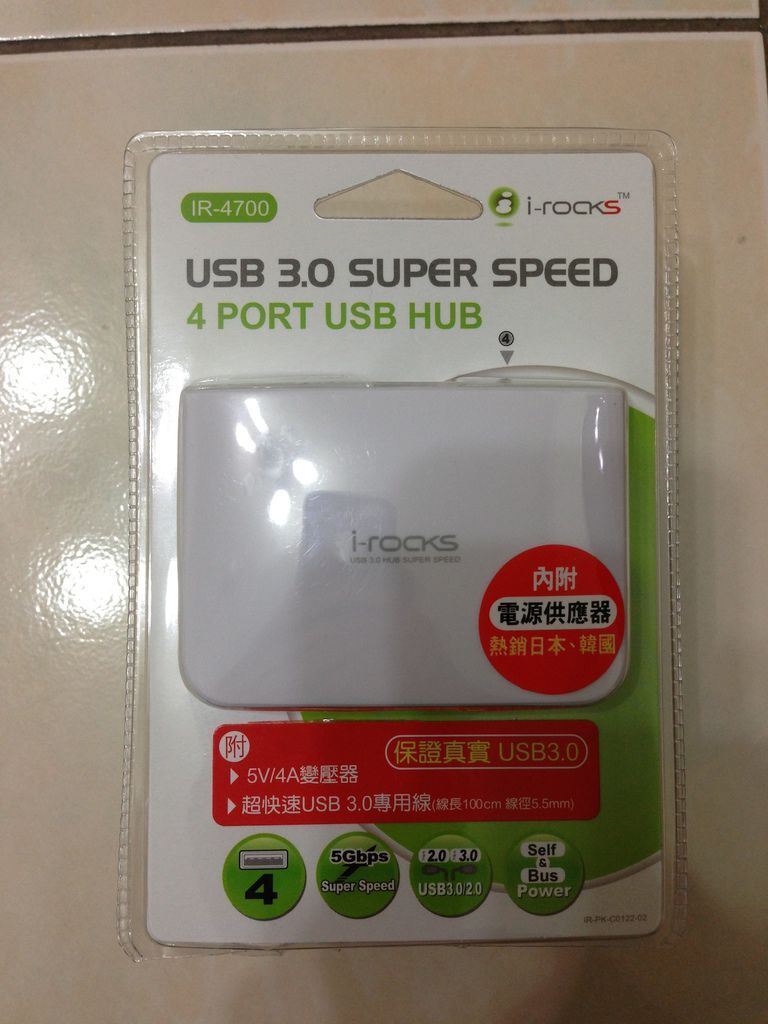 IR-4700
i-rocks™
USB 3.0 SUPER SPEED
4 PORT USB HUB
4
i-rocks
USB 3.0 HUB SUPER SPEED
內附
電源供應器
熱銷日本、韓國
附
保證真實 USB3.0
5V/4A變壓器
超快速USB 3.0專用線(線長100cm 線徑5.5mm)
4
5Gbps
Super Speed
2.0 3.0
USB3.0/2.0
Self
&
Bus
Power
IR-PK-C0122-02